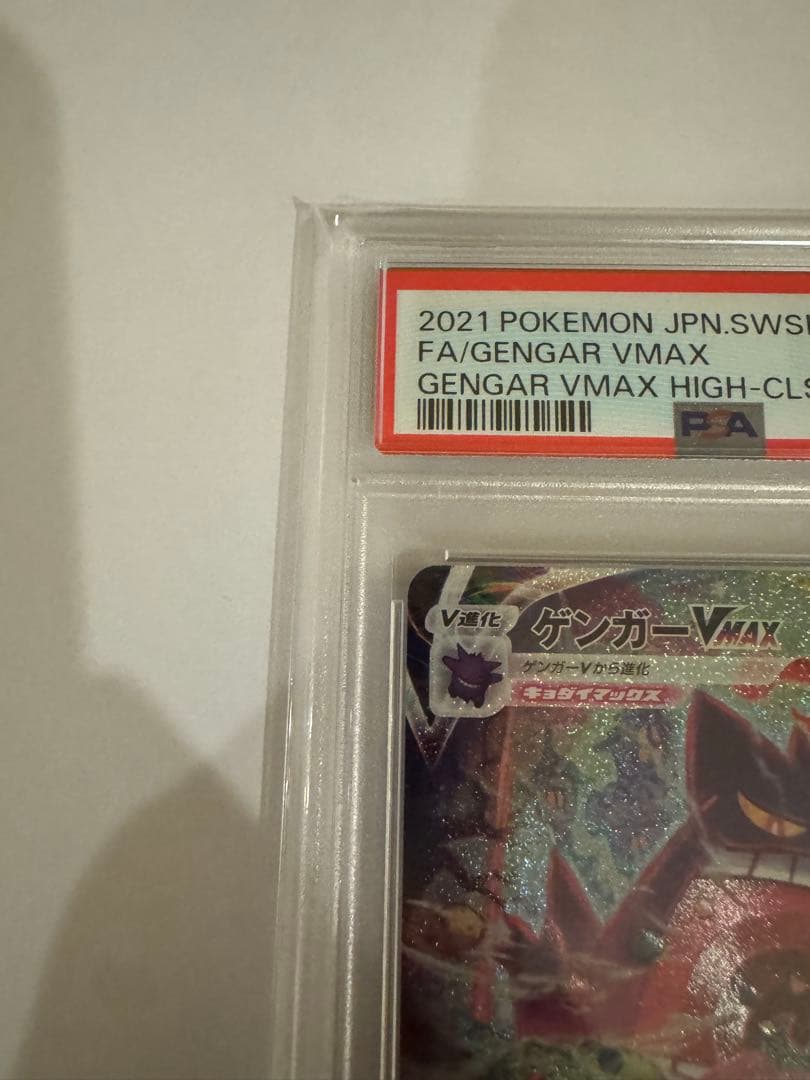 2021 POKEMON JPN.SWSH
FA/GENGAR VMAX
GENGAR VMAX HIGH-CLS
PSA
V進化
ゲンガーVMAX
ゲンガーVから進化
キョダイマックス